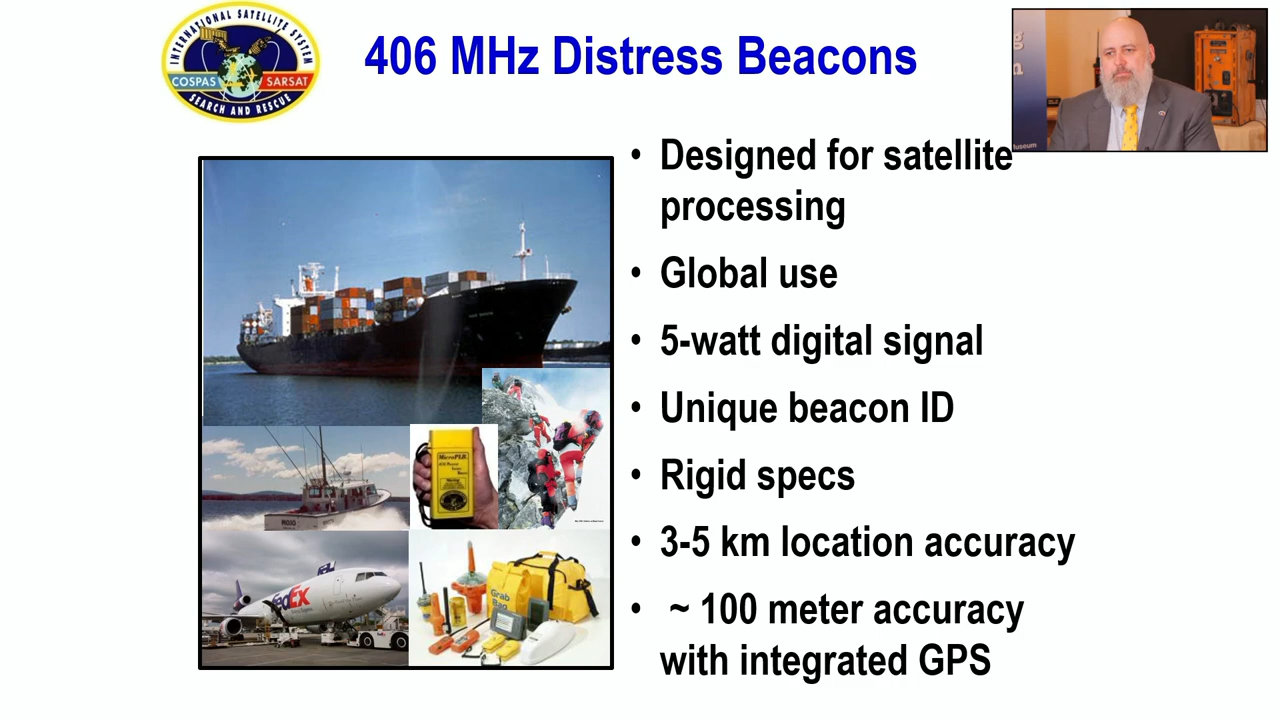 INTERNATIONAL SATELLITE SYSTEM
COSPAS SARSAT
SEARCH AND RESCUE
406 MHz Distress Beacons
useum
• Designed for satellite
processing
• Global use
• 5-watt digital signal
• Unique beacon ID
• Rigid specs
• 3-5 km location accuracy
• ~ 100 meter accuracy
with integrated GPS
MicroPLB
FedEx
Grab
Bag